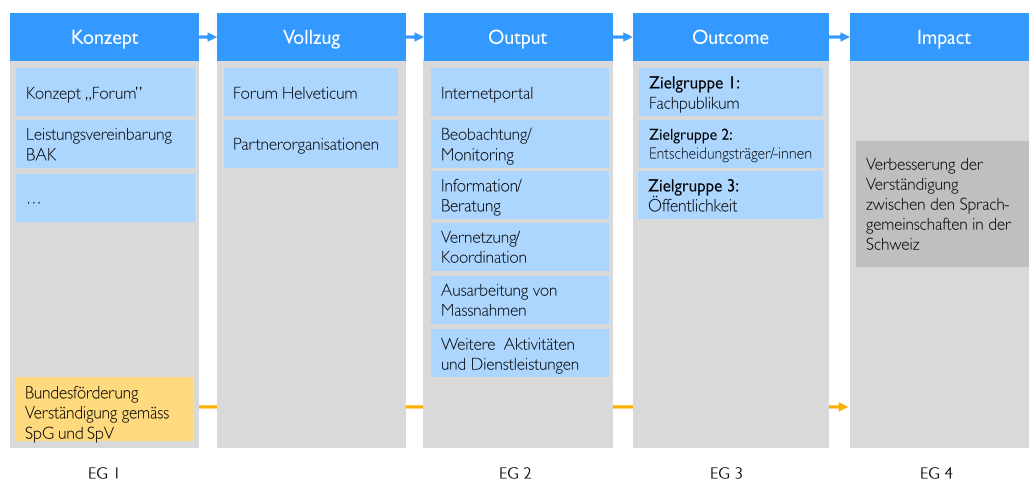 Konzept
Vollzug
Output
Outcome
Impact
Konzept „Forum”
Leistungsvereinbarung
BAK
…
Bundesförderung
Verständigung gemäss
SpG und SpV
Forum Helveticum
Partnerorganisationen
Internetportal
Beobachtung/
Monitoring
Information/
Beratung
Vernetzung/
Koordination
Ausarbeitung von
Massnahmen
Weitere Aktivitäten
und Dienstleistungen
Zielgruppe 1:
Fachpublikum
Zielgruppe 2:
Entscheidungsträger/-innen
Zielgruppe 3:
Öffentlichkeit
Verbesserung der
Verständigung
zwischen den Sprach-
gemeinschaften in der
Schweiz
EG 1
EG 2
EG 3
EG 4